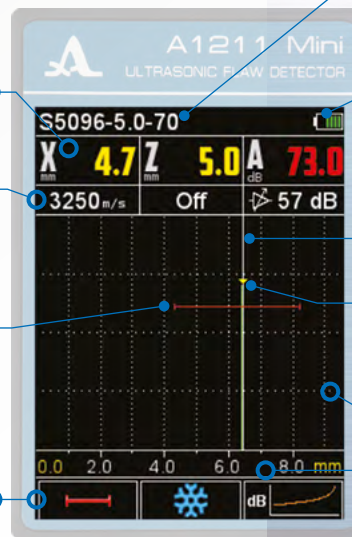 A1211 Mini
ULTRASONIC FLAW DETECTOR
S5096-5.0-70
X mm 4.7 Z mm 5.0 A dB 73.0
3250 m/s Off 57 dB
0.0 2.0 4.0 6.0 8.0 mm
dB